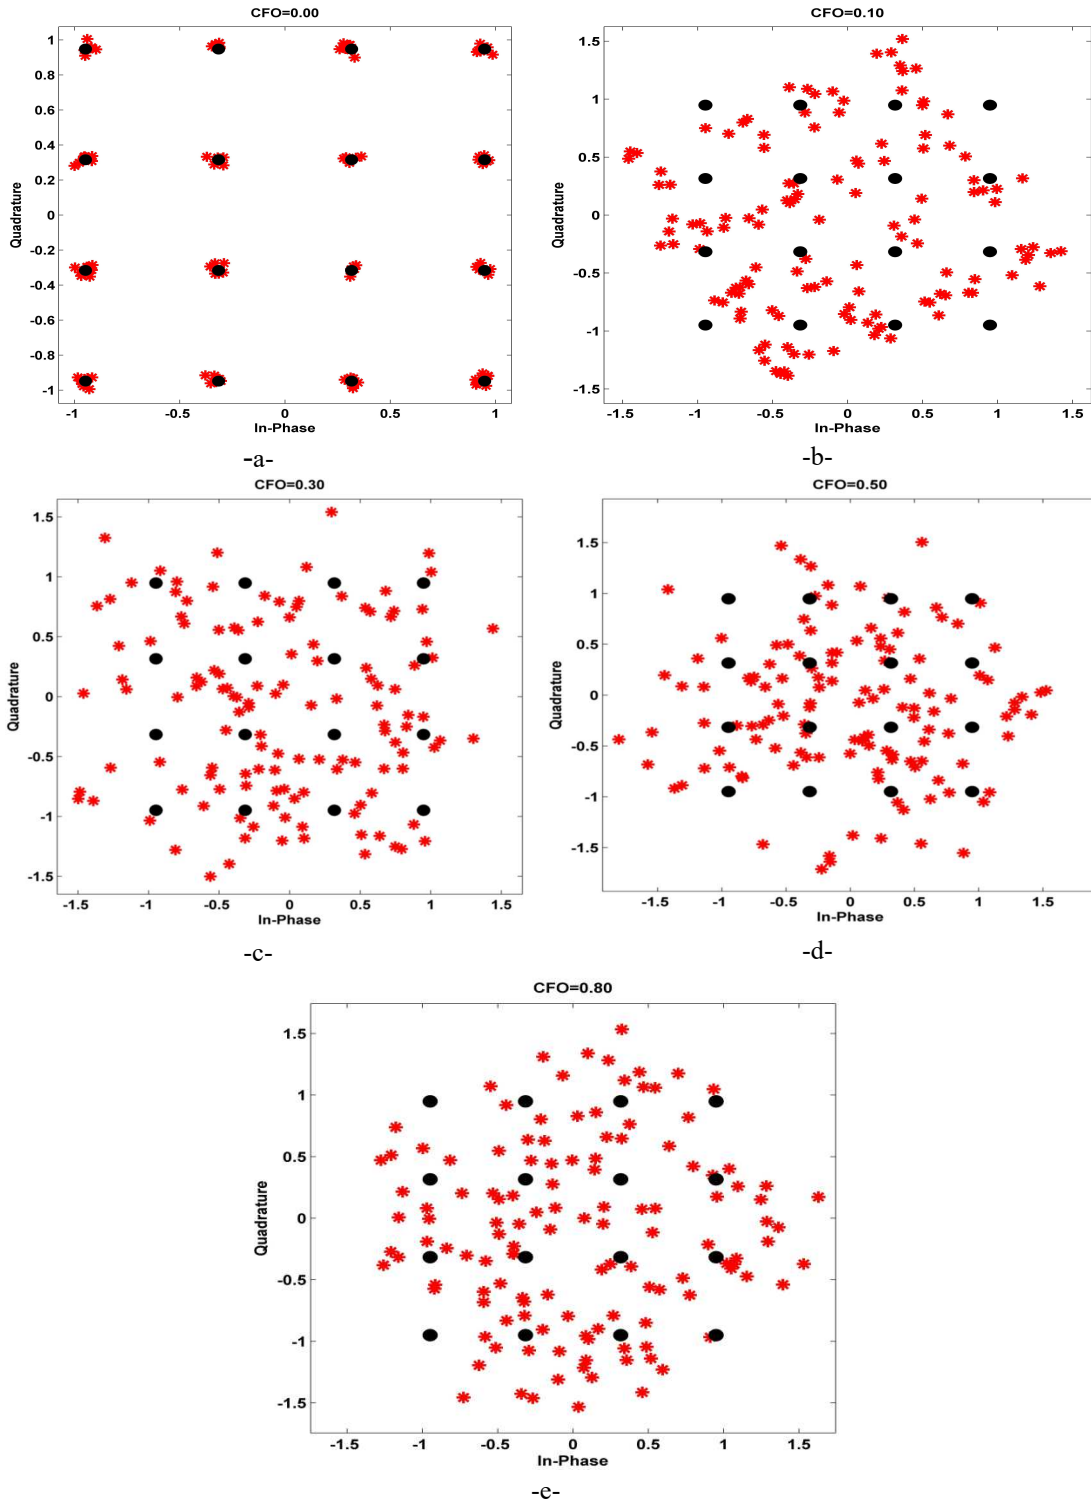 CFO=0.00
1
0.8
0.6
0.4
0.2
0
-0.2
-0.4
-0.6
-0.8
-1
Quadrature
-1 -0.5 0 0.5 1
In-Phase
-a-
CFO=0.10
1.5
1
0.5
0
-0.5
-1
-1.5
Quadrature
-1.5 -1 -0.5 0 0.5 1 1.5
In-Phase
-b-
CFO=0.30
1.5
1
0.5
0
-0.5
-1
-1.5
Quadrature
-1.5 -1 -0.5 0 0.5 1 1.5
In-Phase
-c-
CFO=0.50
1.5
1
0.5
0
-0.5
-1
-1.5
Quadrature
-1.5 -1 -0.5 0 0.5 1 1.5
In-Phase
-d-
CFO=0.80
1.5
1
0.5
0
-0.5
-1
-1.5
Quadrature
-1.5 -1 -0.5 0 0.5 1 1.5
In-Phase
-e-